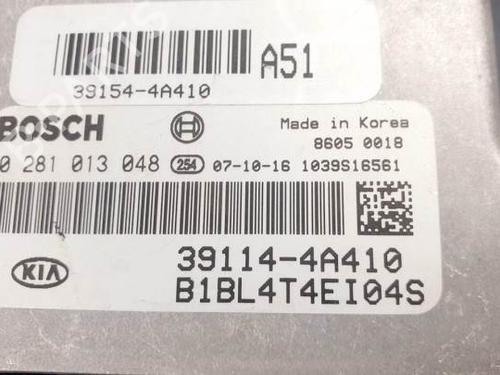 A51
39154-4A410
BOSCH
Made in Korea
8605 0018
0 281 013 048 254 07-10-16 1039S16561
KIA
39114-4A410
B1BL4T4EI04S